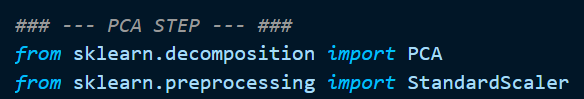 ### --- PCA STEP --- ###
from sklearn.decomposition import PCA
from sklearn.preprocessing import StandardScaler